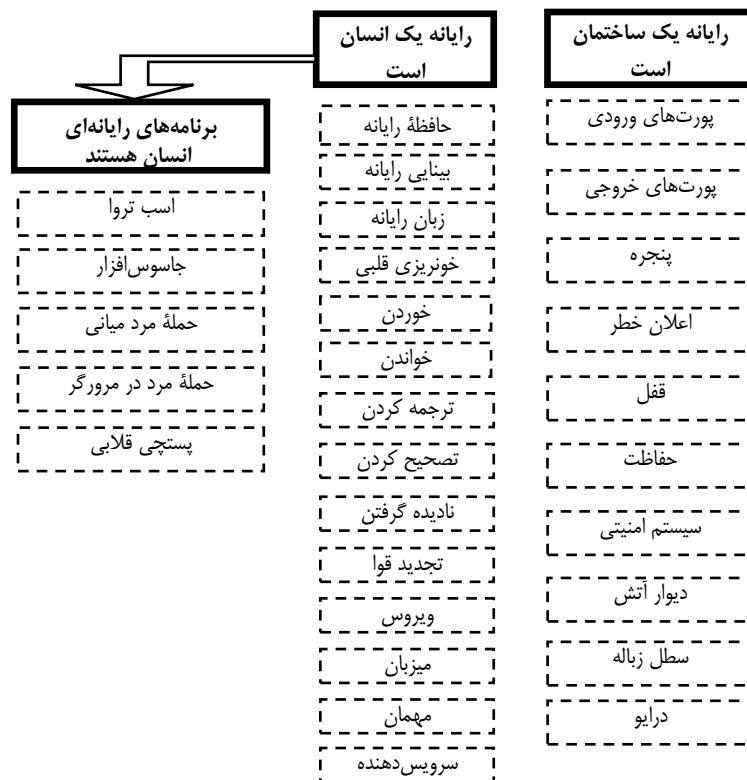 رایانه یک ساختمان
است
پورت‌های ورودی
پورت‌های خروجی
پنجره
اعلان خطر
قفل
حفاظت
سیستم امنیتی
دیوار آتش
سطل زباله
درایو
رایانه یک انسان
است
حافظۀ رایانه
بینایی رایانه
زبان رایانه
خونریزی قلبی
خوردن
خواندن
ترجمه کردن
تصحیح کردن
نادیده گرفتن
تجدید قوا
ویروس
میزبان
مهمان
سرویس‌دهنده
برنامه‌های رایانه‌ای
انسان هستند
اسب تروا
جاسوس‌افزار
حملۀ مرد میانی
حملۀ مرد در مرورگر
پستچی قلابی